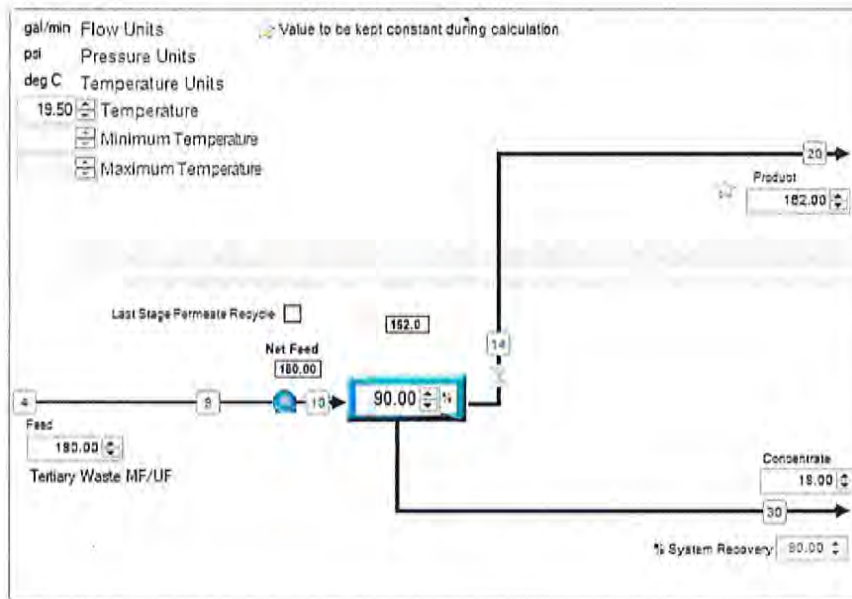 gal/min Flow Units
Value to be kept constant during calculation
psi Pressure Units
deg C Temperature Units
19.50 Temperature
Minimum Temperature
Maximum Temperature
20
Product
162.00
Last Stage Permeate Recycle
162.0
Net Feed
180.00
14
4
9
10
90.00 %
Feed
180.00
Tertiary Waste MF/UF
Concentrate
18.00
30
% System Recovery 90.00